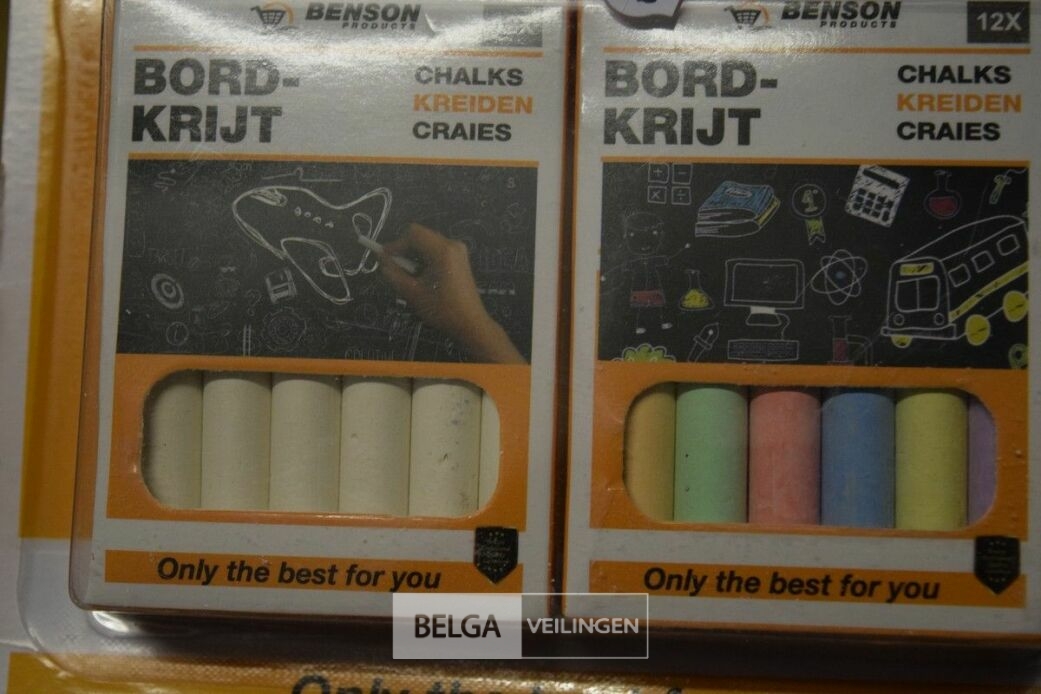 BENSON
PRODUCTS
BORD-
KRIJT
CHALKS
KREIDEN
CRAIES
Only the best for you
BENSON
PRODUCTS
12X
BORD-
KRIJT
CHALKS
KREIDEN
CRAIES
Only the best for you
BELGA VEILINGEN